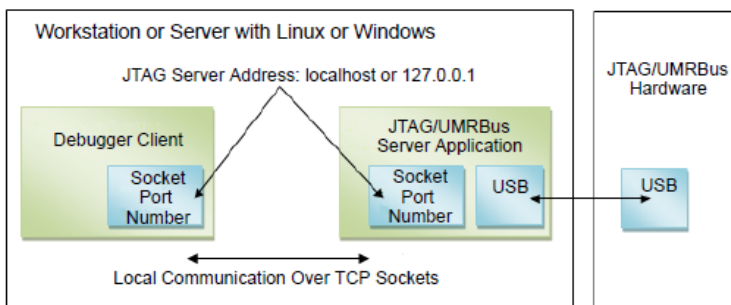 Workstation or Server with Linux or Windows
JTAG Server Address: localhost or 127.0.0.1
Debugger Client
Socket
Port
Number
JTAG/UMRBus
Server Application
Socket
Port
Number
USB
Local Communication Over TCP Sockets
JTAG/UMRBus
Hardware
USB